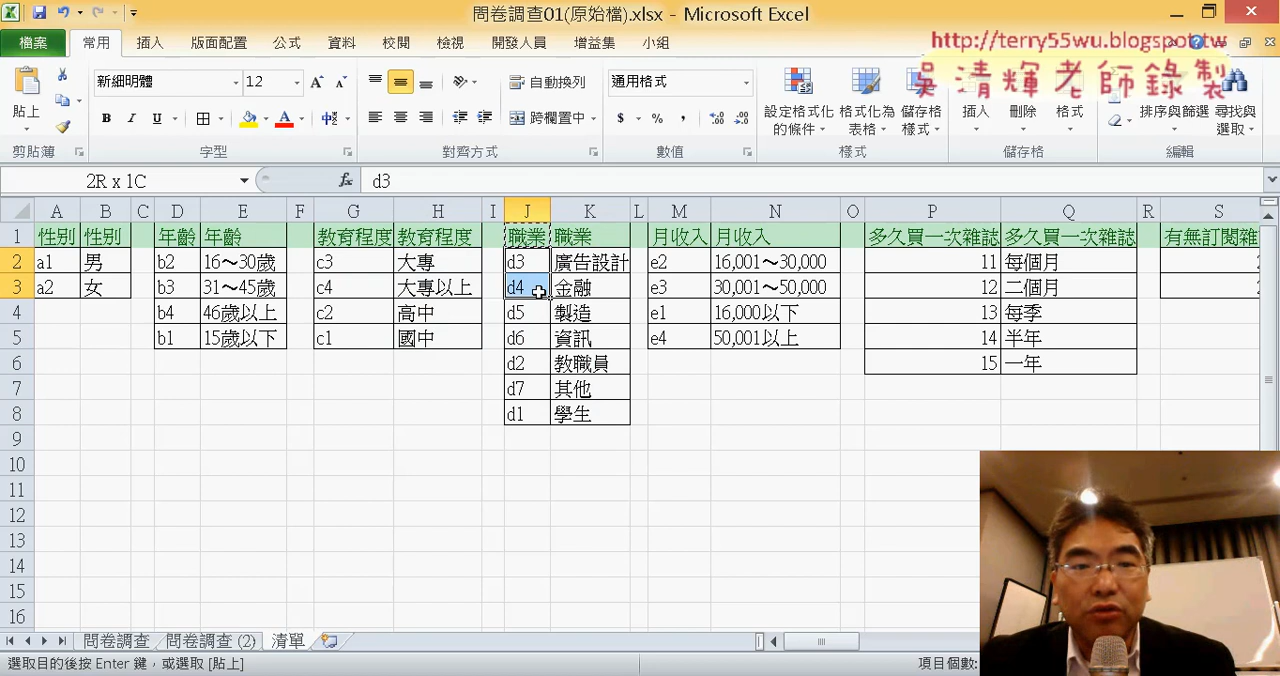 問卷調查01(原始檔).xlsx - Microsoft Excel
檔案 常用 插入 版面配置 公式 資料 校閱 檢視 開發人員 增益集 小組
http://terry55wu.blogspot.tw
吳清輝老師錄製
新細明體 12 自動換列 通用格式
貼上 B I U 中 跨欄置中 $ % , 設定格式化的條件 格式化為表格 儲存格樣式 插入 刪除 格式 排序與篩選 尋找與選取
剪貼簿 字型 對齊方式 數值 樣式 儲存格 編輯
2R x 1C fx d3
A B C D E F G H I J K L M N O P Q R S
1 性別 性別 年齡 年齡 教育程度 教育程度 職業 職業 月收入 月收入 多久買一次雜誌 多久買一次雜誌 有無訂閱雜
2 a1 男 b2 16～30歲 c3 大專 d3 廣告設計 e2 16,001～30,000 11 每個月
3 a2 女 b3 31～45歲 c4 大專以上 d4 金融 e3 30,001～50,000 12 二個月
4 b4 46歲以上 c2 高中 d5 製造 e1 16,000以下 13 每季
5 b1 15歲以下 c1 國中 d6 資訊 e4 50,001以上 14 半年
6 d2 教職員 15 一年
7 d7 其他
8 d1 學生
9
10
11
12
13
14
15
16
問卷調查 問卷調查 (2) 清單
選取目的後按 Enter 鍵，或選取 [貼上] 項目個數: